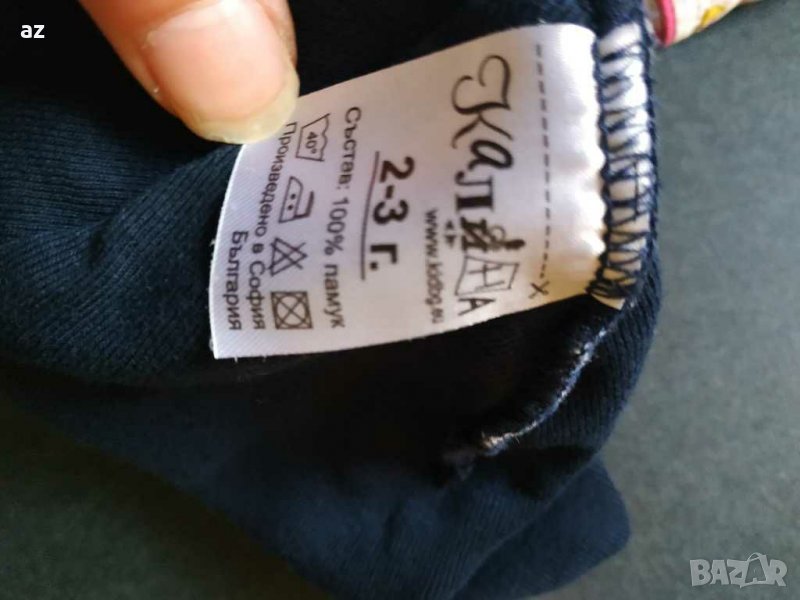 az
Калина
www.kidbg.eu
2-3 г.
Състав: 100% памук
40°
Произведено в София
България
BAZAR